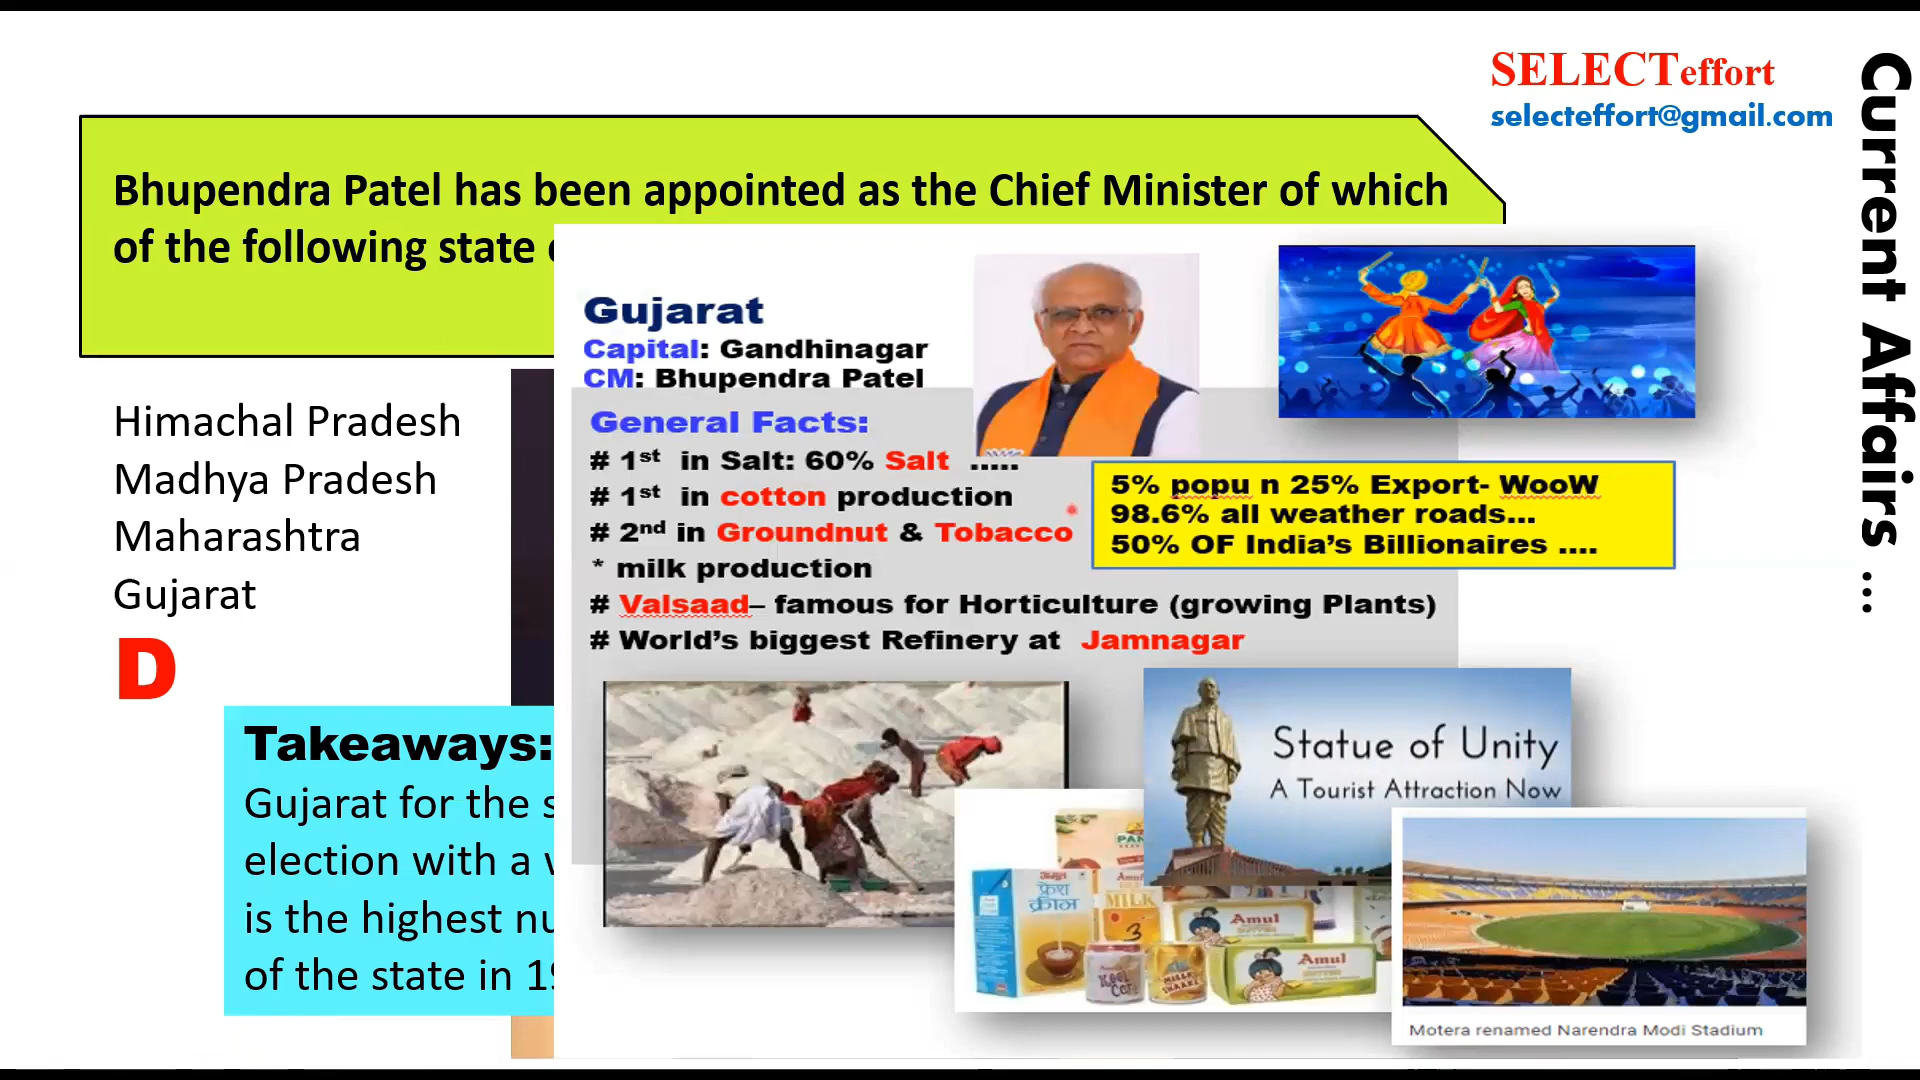 SELECTeffort
selecteffort@gmail.com
Current Affairs ...
Bhupendra Patel has been appointed as the Chief Minister of which
of the following state
Himachal Pradesh
Madhya Pradesh
Maharashtra
Gujarat
D
Takeaways:
Gujarat for the
election with a
is the highest
of the state in
Gujarat
Capital: Gandhinagar
CM: Bhupendra Patel
General Facts:
# 1st in Salt: 60% Salt .....
# 1st in cotton production
# 2nd in Groundnut & Tobacco
* milk production
# Valsaad– famous for Horticulture (growing Plants)
# World's biggest Refinery at Jamnagar
5% popu n 25% Export- WooW
98.6% all weather roads...
50% OF India's Billionaires ....
Statue of Unity
A Tourist Attraction Now
फ्रेश
क्रीम
MILK
Amul
Amul
Motera renamed Narendra Modi Stadium